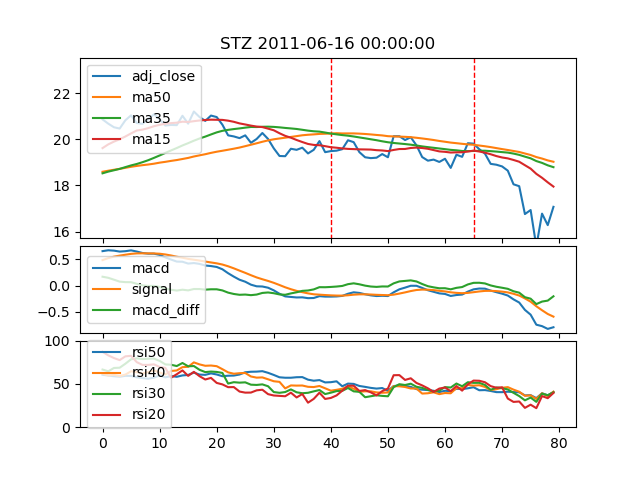 STZ 2011-06-16 00:00:00
adj_close
ma50
ma35
ma15
22
20
18
16
macd
signal
macd_diff
0.5
0.0
−0.5
rsi50
rsi40
rsi30
rsi20
100
50
0
0 10 20 30 40 50 60 70 80